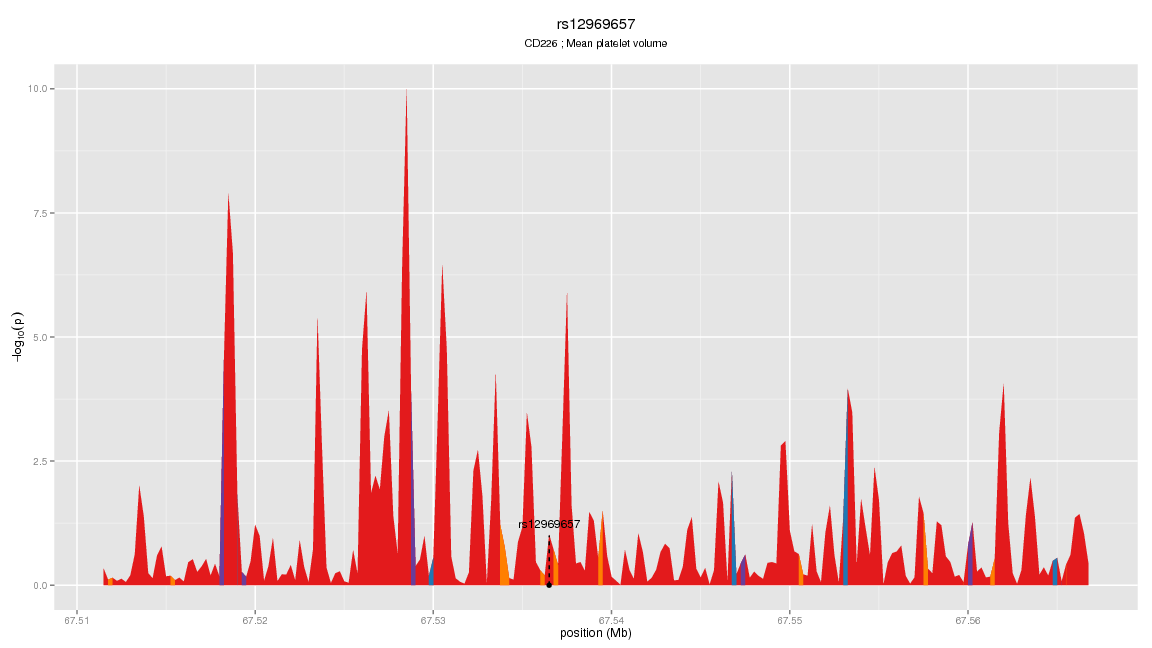 rs12969657
CD226 ; Mean platelet volume
10.0
7.5
5.0
2.5
0.0
−log10(p)
rs12969657
67.51 67.52 67.53 67.54 67.55 67.56
position (Mb)